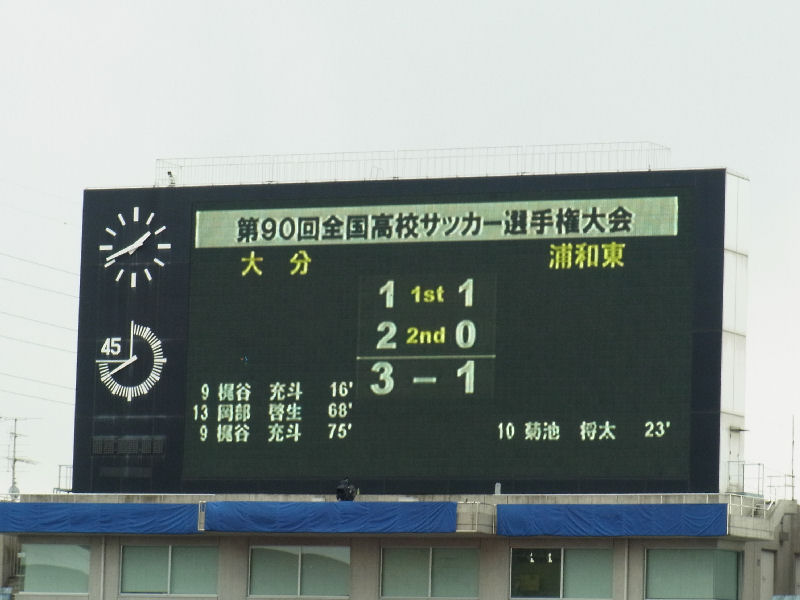 第90回全国高校サッカー選手権大会
大分 浦和東
1 1st 1
2 2nd 0
3 - 1
45
9 梶谷 充斗 16'
13 岡部 啓生 68'
9 梶谷 充斗 75'
10 菊池 将太 23'